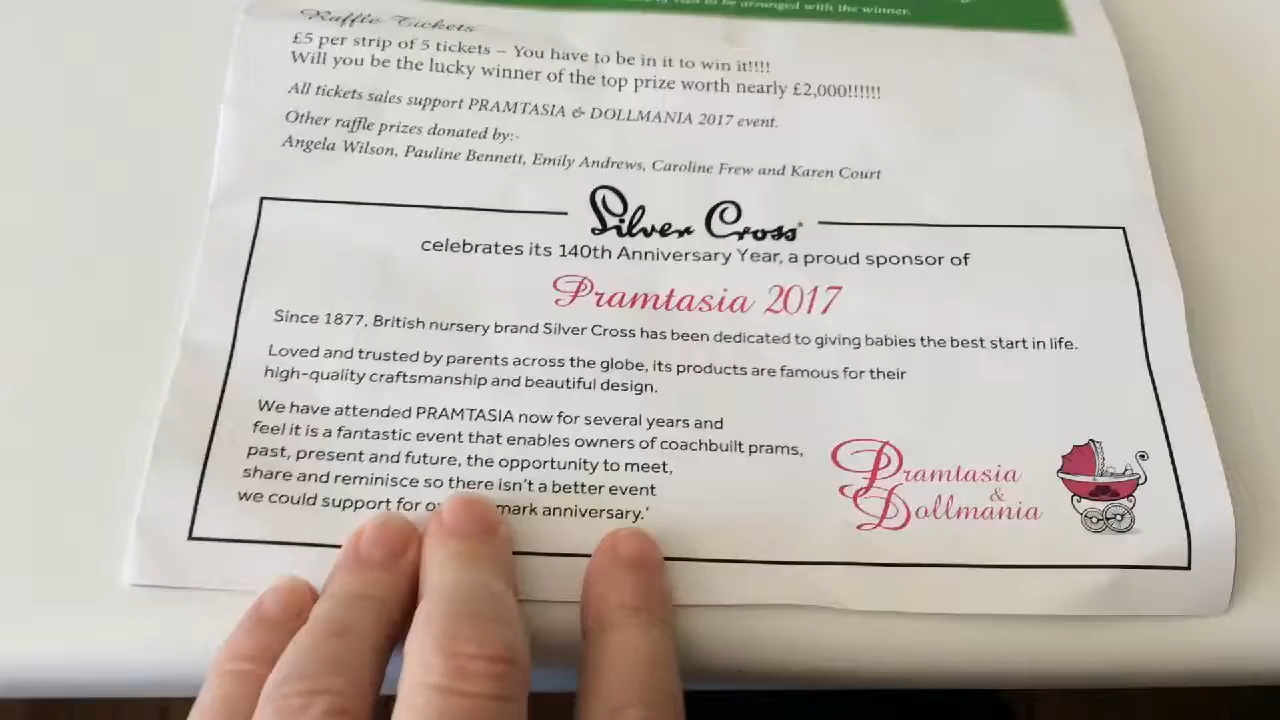 to be arranged with the winner.
Raffle Tickets
£5 per strip of 5 tickets – You have to be in it to win it!!!!
Will you be the lucky winner of the top prize worth nearly £2,000!!!!!!
All tickets sales support PRAMTASIA & DOLLMANIA 2017 event.
Other raffle prizes donated by:-
Angela Wilson, Pauline Bennett, Emily Andrews, Caroline Frew and Karen Court
Silver Cross
celebrates its 140th Anniversary Year, a proud sponsor of
Pramtasia 2017
Since 1877, British nursery brand Silver Cross has been dedicated to giving babies the best start in life.
Loved and trusted by parents across the globe, its products are famous for their
high-quality craftsmanship and beautiful design.
We have attended PRAMTASIA now for several years and
feel it is a fantastic event that enables owners of coachbuilt prams,
past, present and future, the opportunity to meet,
share and reminisce so there isn't a better event
we could support for mark anniversary.'
Pramtasia
&
Dollmania